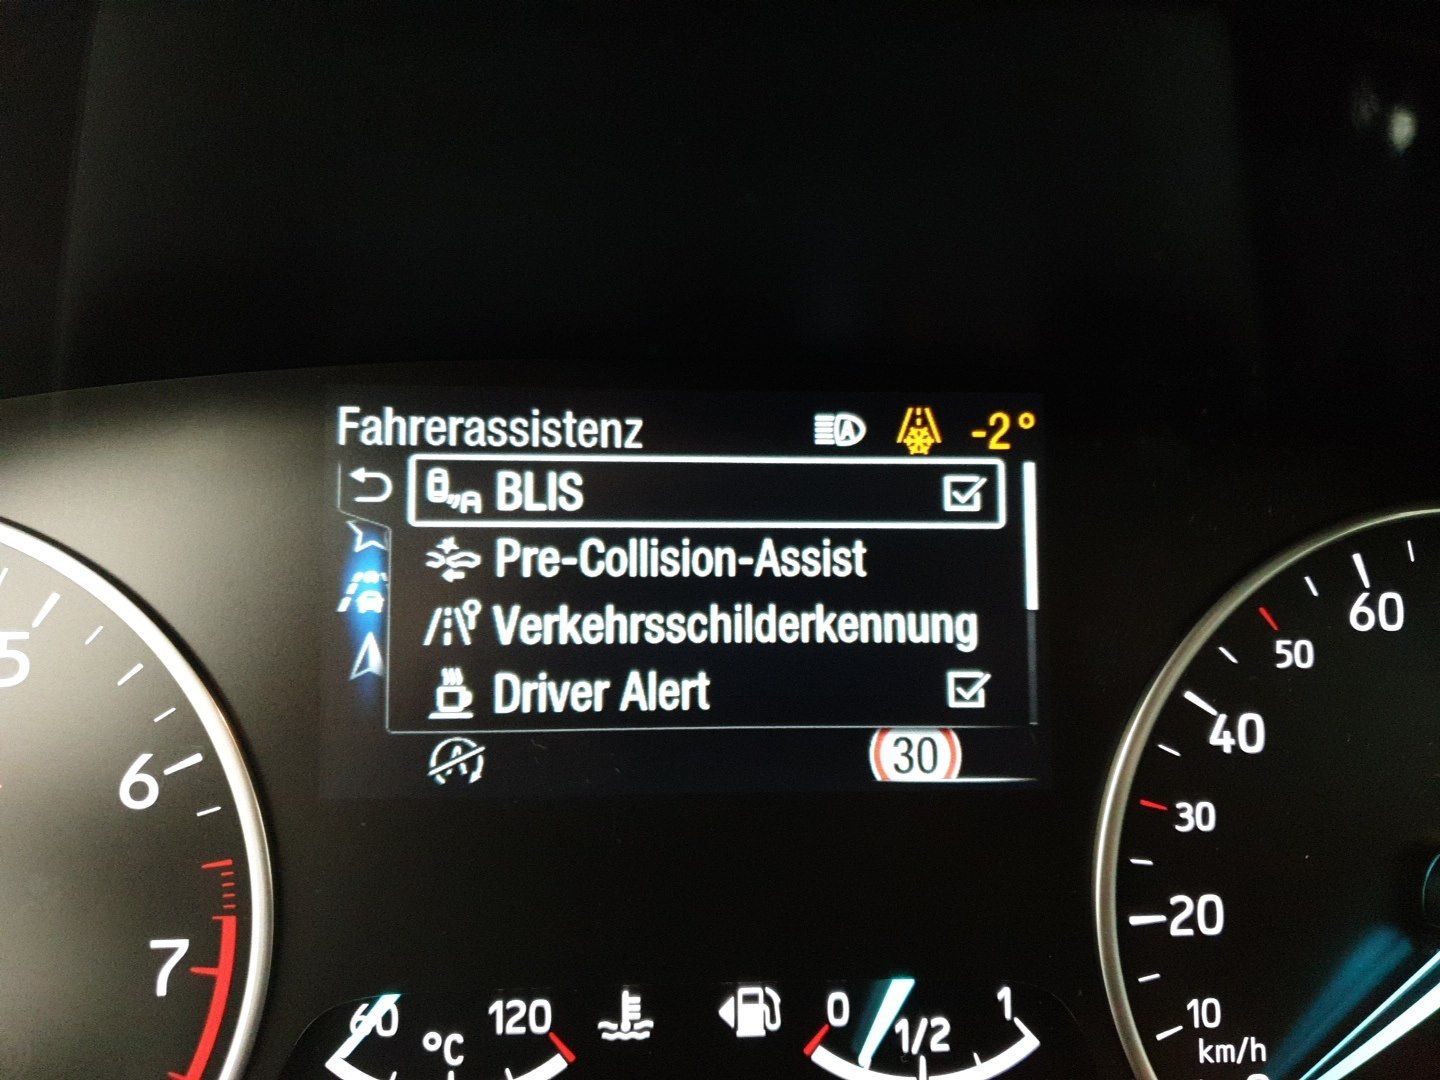 Fahrerassistenz -2°
BLIS
Pre-Collision-Assist
Verkehrsschilderkennung
Driver Alert
A
30
5
6
7
60
120
°C
0
1/2
1
60
50
40
30
20
10
km/h